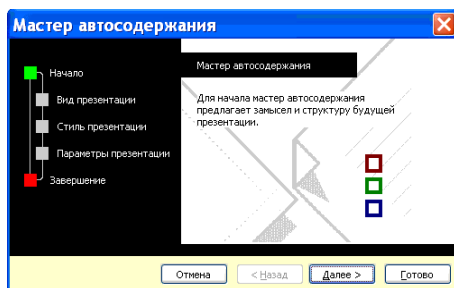 Мастер автосодержания
Начало
Вид презентации
Стиль презентации
Параметры презентации
Завершение
Мастер автосодержания
Для начала мастер автосодержания
предлагает замысел и структуру будущей
презентации.
Отмена
< Назад
Далее >
Готово